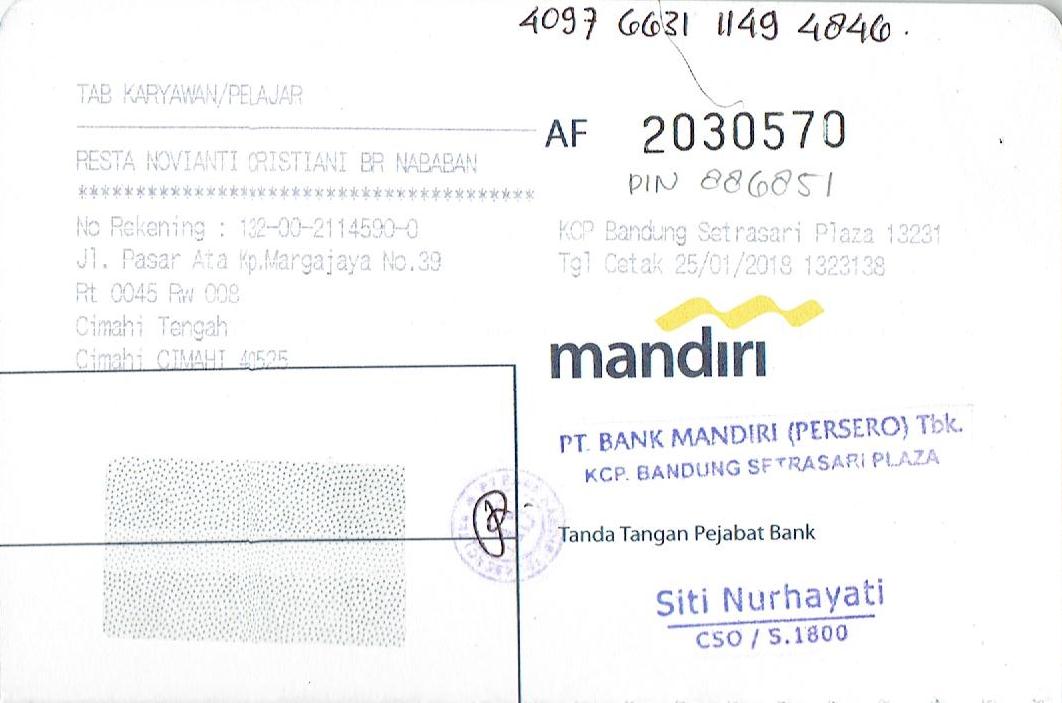 4097 6631 1149 4846.
TAB KARYAWAN/PELAJAR
AF 2030570
RESTA NOVIANTI CRISTIANI BR NABABAN
PIN 886851
****************************************
No Rekening : 132-00-2114590-0
KCP Bandung Setrasari Plaza 13231
Jl. Pasar Ata Kp.Margajaya No.39
Tgl Cetak 25/01/2018 1323138
Rt 0045 Rw 008
Cimahi Tengah
Cimahi CIMAHI 40525
mandiri
PT. BANK MANDIRI (PERSERO) Tbk.
KCP. BANDUNG SETRASARI PLAZA
Tanda Tangan Pejabat Bank
Siti Nurhayati
CSO / S.1800